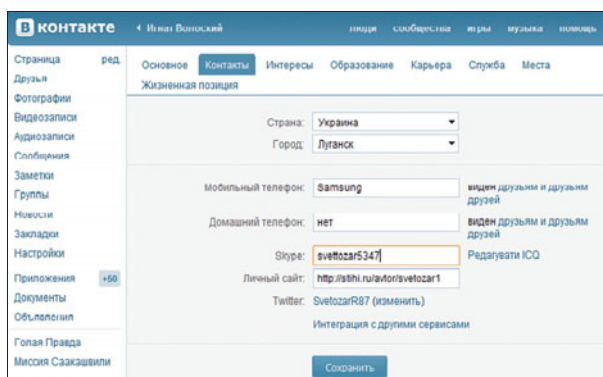 В контакте
Игнат Волоский люди сообщества игры музыка помощь
Страница ред.
Друзья
Фотографии
Видеозаписи
Аудиозаписи
Сообщения
Заметки
Группы
Новости
Закладки
Настройки
Приложения +50
Документы
Объявления
Голая Правда
Миссия Саакашвили
Основное Контакты Интересы Образование Карьера Служба Места
Жизненная позиция
Страна: Украина
Город: Луганск
Мобильный телефон: Samsung виден друзьям и друзьям
друзей
Домашний телефон: нет виден друзьям и друзьям
друзей
Skype: svettozar5347 Редагувати ICQ
Личный сайт: http://stihi.ru/avtor/svetozar1
Twitter: SvetozarR87 (изменить)
Интеграция с другими сервисами
Сохранить